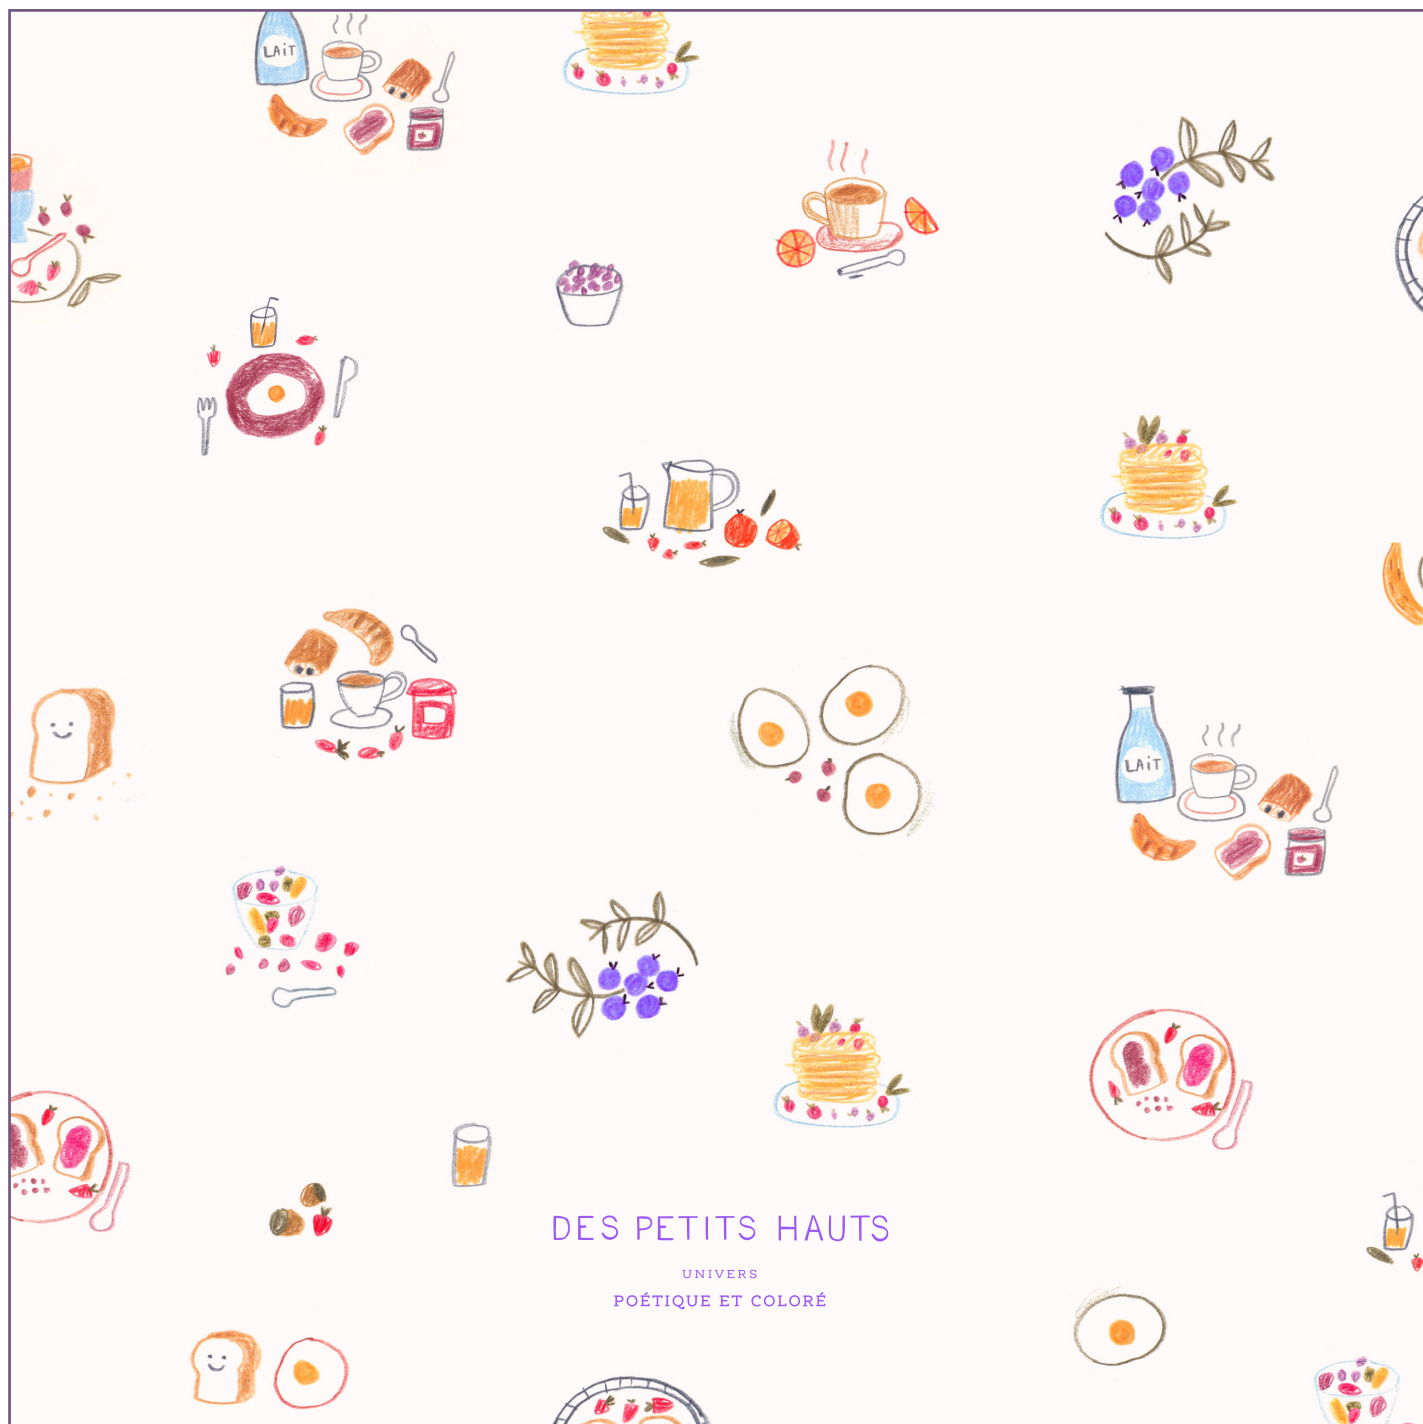 LAiT
LAiT
DES PETITS HAUTS
UNIVERS
POÉTIQUE ET COLORÉ